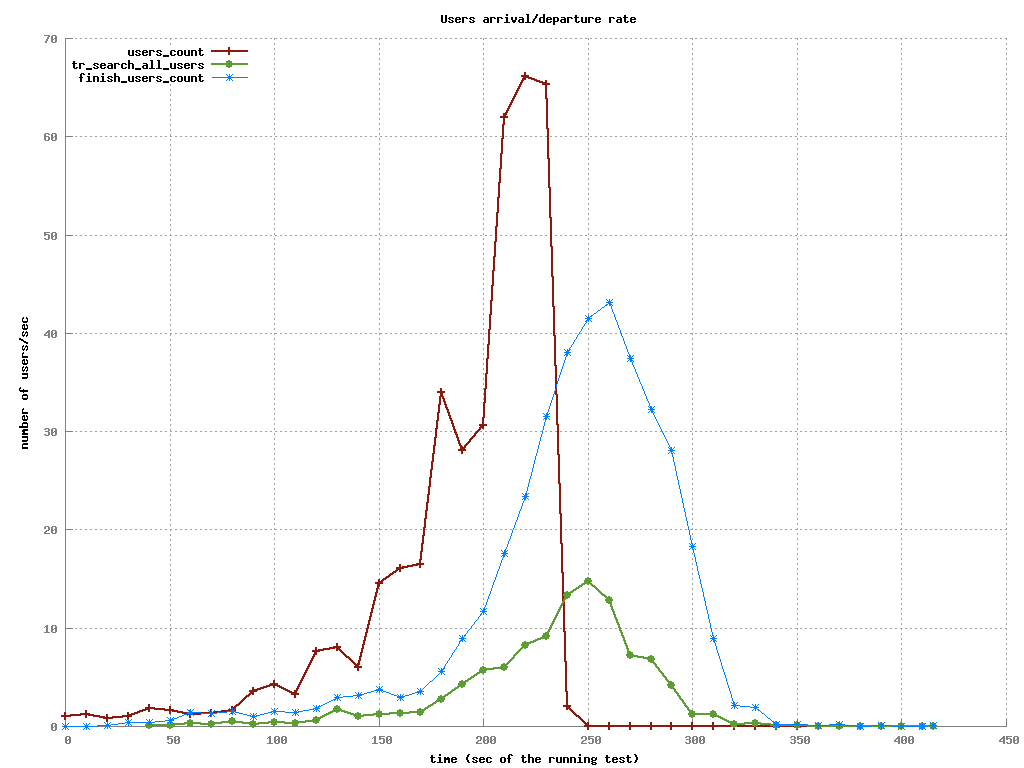 Users arrival/departure rate
users_count
tr_search_all_users
finish_users_count
70
60
50
40
30
20
10
0
number of users/sec
0 50 100 150 200 250 300 350 400 450
time (sec of the running test)